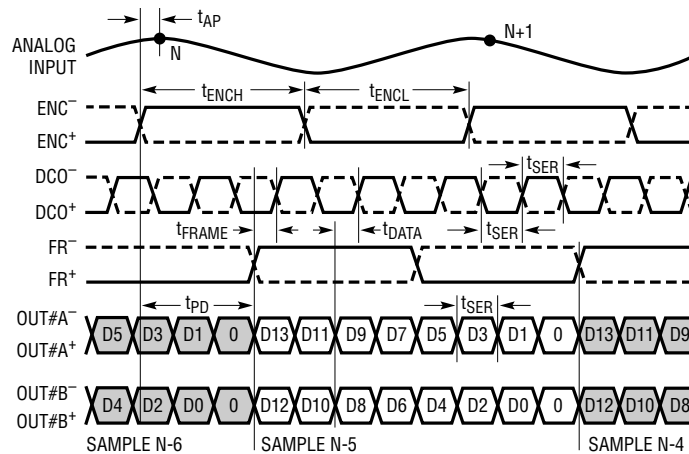 tAP
ANALOG
INPUT
N
N+1
tENCH
tENCL
ENC–
ENC+
tSER
DCO–
DCO+
tFRAME
tDATA
tSER
FR–
FR+
tPD
tSER
OUT#A–
OUT#A+
D5 D3 D1 0 D13 D11 D9 D7 D5 D3 D1 0 D13 D11 D9
OUT#B–
OUT#B+
D4 D2 D0 0 D12 D10 D8 D6 D4 D2 D0 0 D12 D10 D8
SAMPLE N-6
SAMPLE N-5
SAMPLE N-4